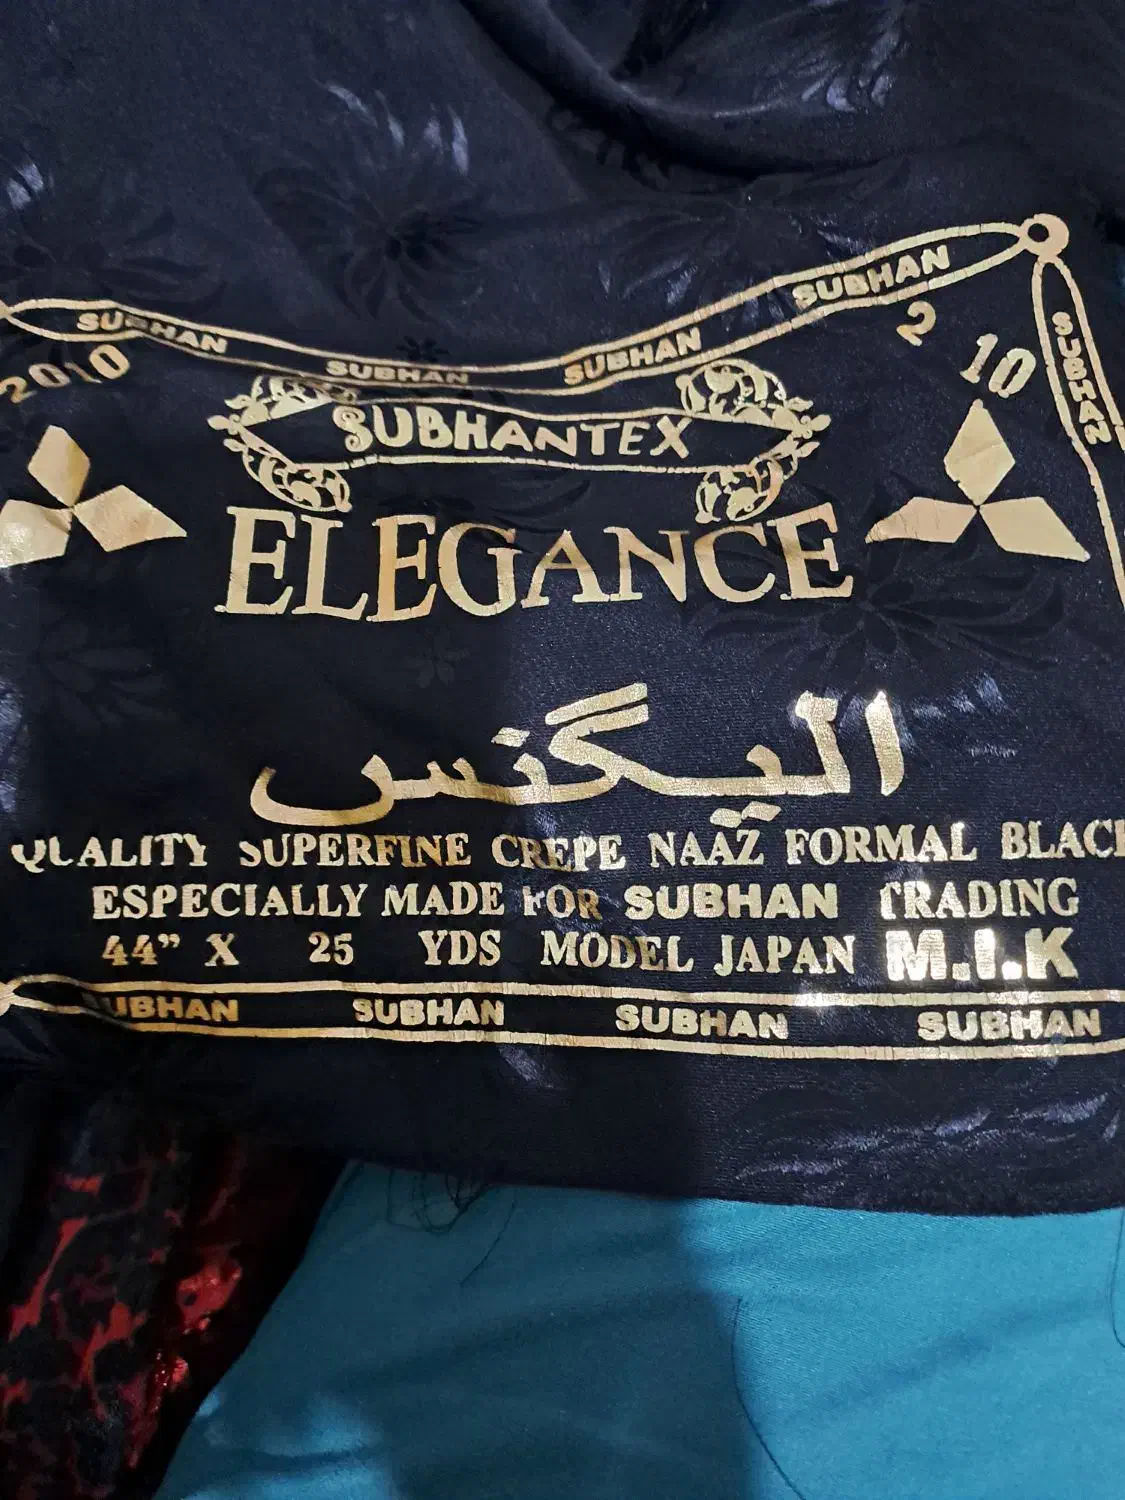 SUBHAN SUBHAN SUBHAN SUBHAN
SUBHAN
2010
2 10
SUBHANTEX
ELEGANCE
الیگنس
QUALITY SUPERFINE CREPE NAAZ FORMAL BLACK
ESPECIALLY MADE FOR SUBHAN TRADING
44" X 25 YDS MODEL JAPAN M.I.K
SUBHAN SUBHAN SUBHAN SUBHAN